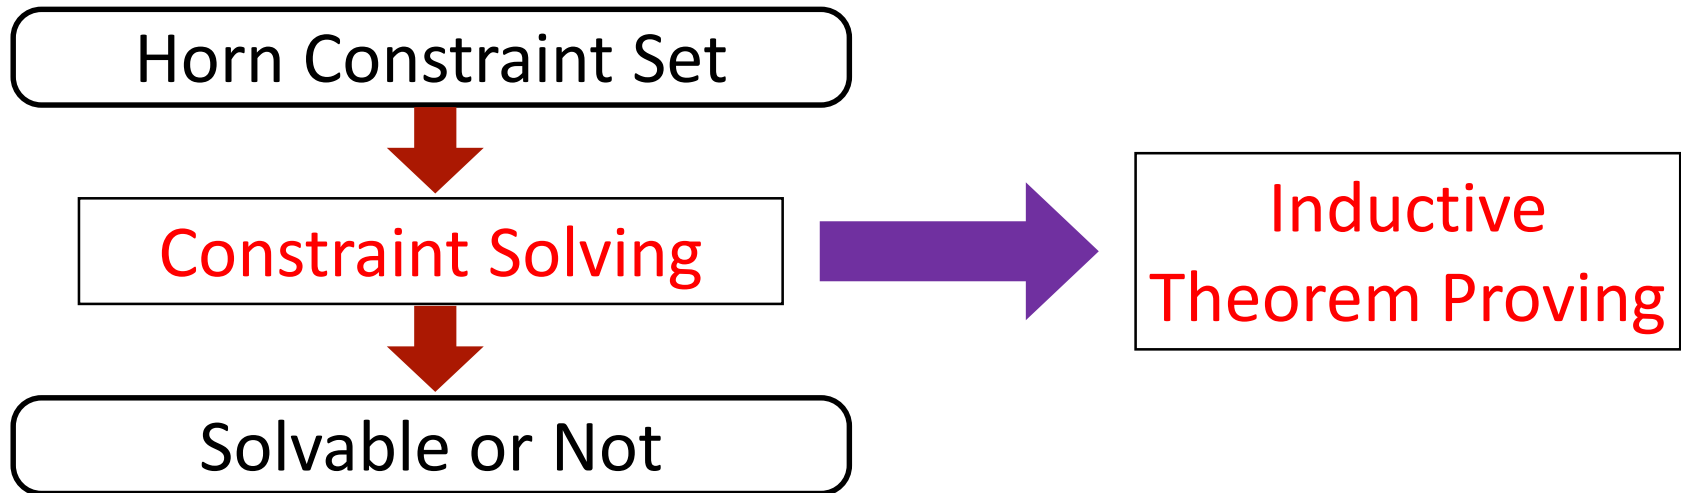 Horn Constraint Set
Constraint Solving
Inductive
Theorem Proving
Solvable or Not